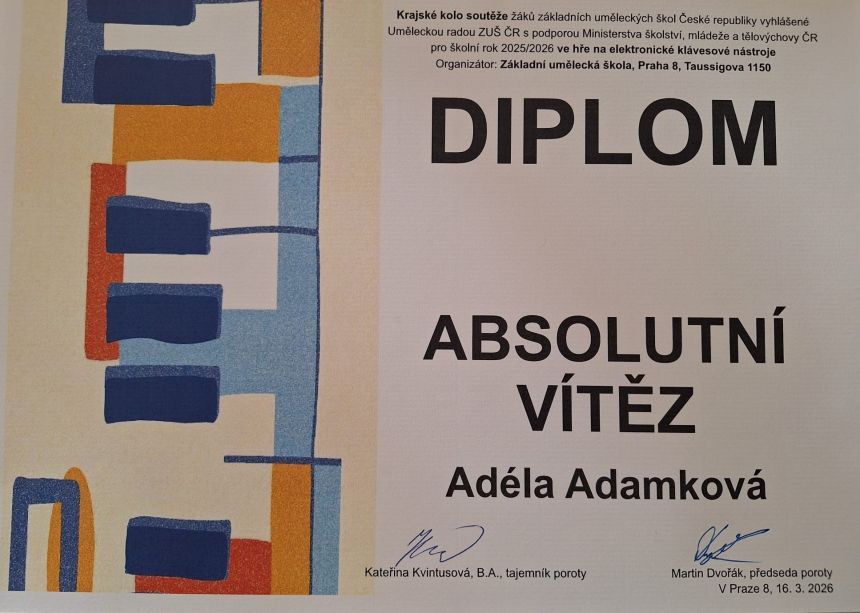 Krajské kolo soutěže žáků základních uměleckých škol České republiky vyhlášené
Uměleckou radou ZUŠ ČR s podporou Ministerstva školství, mládeže a tělovýchovy ČR
pro školní rok 2025/2026 ve hře na elektronické klávesové nástroje
Organizátor: Základní umělecká škola, Praha 8, Taussigova 1150
DIPLOM
ABSOLUTNÍ
VÍTĚZ
Adéla Adamková
Kateřina Kvintusová, B.A., tajemník poroty
Martin Dvořák, předseda poroty
V Praze 8, 16. 3. 2026